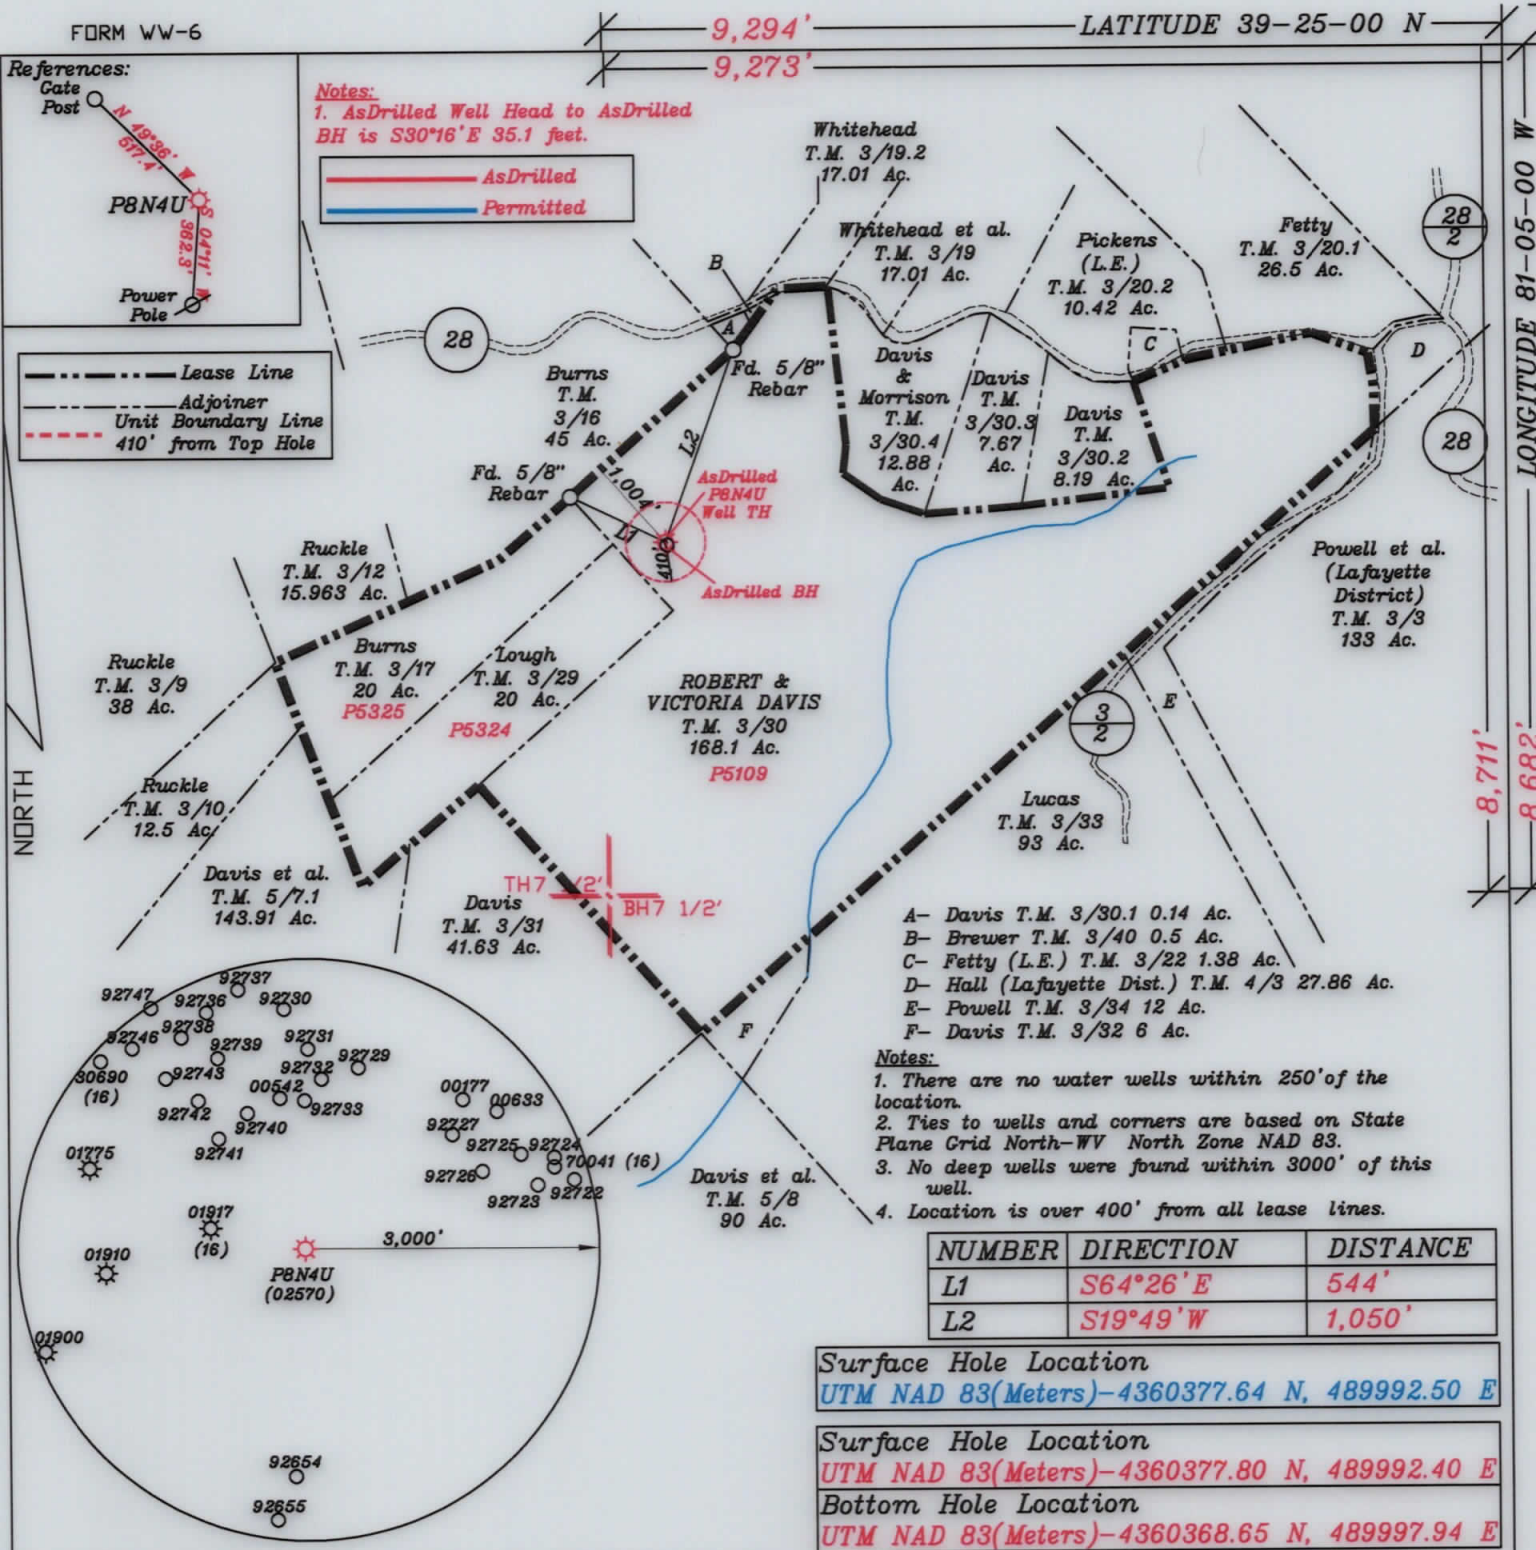 FORM WW-6
9,294'
LATITUDE 39-25-00 N
9,273'
LONGITUDE 81-05-00 W
8,711'
8,682'
References:
Gate
Post
N 49°36' W
517.4'
P8N4U
S 04°11' W
362.3'
Power
Pole
Notes:
1. AsDrilled Well Head to AsDrilled
BH is S30°16'E 35.1 feet.
AsDrilled
Permitted
Lease Line
Adjoiner
Unit Boundary Line
410' from Top Hole
NORTH
Whitehead
T.M. 3/19.2
17.01 Ac.
Whitehead et al.
T.M. 3/19
17.01 Ac.
Pickens
(L.E.)
T.M. 3/20.2
10.42 Ac.
Fetty
T.M. 3/20.1
26.5 Ac.
28
2
28
28
A
B
C
D
Fd. 5/8"
Rebar
Burns
T.M.
3/16
45 Ac.
Davis
&
Morrison
T.M.
3/30.4
12.88
Ac.
Davis
T.M.
3/30.3
7.67
Ac.
Davis
T.M.
3/30.2
8.19 Ac.
Fd. 5/8"
Rebar
L2
1,004'
L1
410'
AsDrilled
P8N4U
Well TH
AsDrilled BH
Ruckle
T.M. 3/12
15.963 Ac.
Powell et al.
(Lafayette
District)
T.M. 3/3
133 Ac.
Ruckle
T.M. 3/9
38 Ac.
Burns
T.M. 3/17
20 Ac.
P5325
Lough
T.M. 3/29
20 Ac.
P5324
ROBERT &
VICTORIA DAVIS
T.M. 3/30
168.1 Ac.
P5109
3
2
E
Ruckle
T.M. 3/10
12.5 Ac.
Lucas
T.M. 3/33
93 Ac.
Davis et al.
T.M. 5/7.1
143.91 Ac.
Davis
T.M. 3/31
41.63 Ac.
TH7 1/2'
BH7 1/2'
F
Davis et al.
T.M. 5/8
90 Ac.
A- Davis T.M. 3/30.1 0.14 Ac.
B- Brewer T.M. 3/40 0.5 Ac.
C- Fetty (L.E.) T.M. 3/22 1.38 Ac.
D- Hall (Lafayette Dist.) T.M. 4/3 27.86 Ac.
E- Powell T.M. 3/34 12 Ac.
F- Davis T.M. 3/32 6 Ac.
Notes:
1. There are no water wells within 250'of the
location.
2. Ties to wells and corners are based on State
Plane Grid North-WV North Zone NAD 83.
3. No deep wells were found within 3000' of this
well.
4. Location is over 400' from all lease lines.
92737
92747
92736
92730
92738
92746
92739
92731
92729
30690
(16)
92743
92732
00542
92733
92742
92740
92741
00177
00633
92727
92725
92724
70041 (16)
92726
92723
92722
01775
01917
(16)
01910
3,000'
P8N4U
(02570)
01900
92654
92655
NUMBER DIRECTION DISTANCE
L1 S64°26'E 544'
L2 S19°49'W 1,050'
Surface Hole Location
UTM NAD 83(Meters)-4360377.64 N, 489992.50 E
Surface Hole Location
UTM NAD 83(Meters)-4360377.80 N, 489992.40 E
Bottom Hole Location
UTM NAD 83(Meters)-4360368.65 N, 489997.94 E